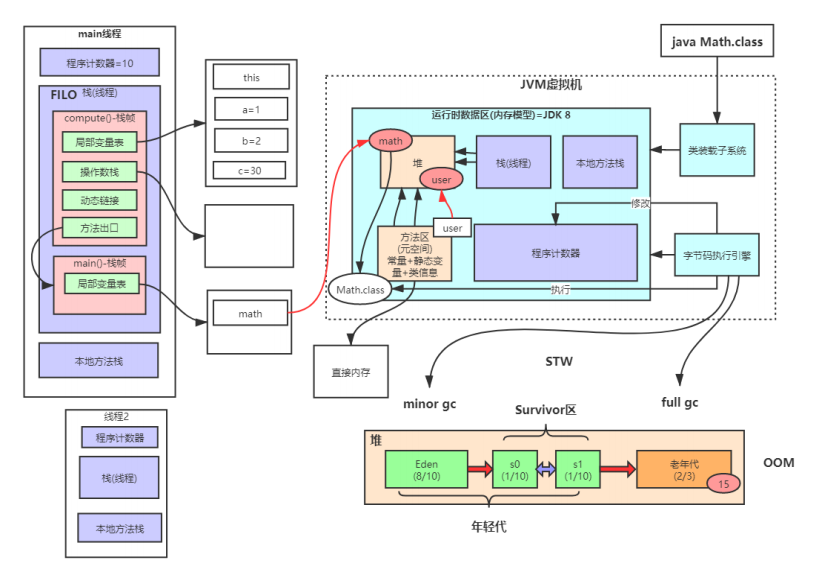 main线程
程序计数器=10
FILO
栈(线程)
compute()-栈帧
局部变量表
操作数栈
动态链接
方法出口
main()-栈帧
局部变量表
本地方法栈
线程2
程序计数器
栈(线程)
本地方法栈
this
a=1
b=2
c=30
math
java Math.class
JVM虚拟机
运行时数据区(内存模型)=JDK 8
math
堆
user
栈(线程)
本地方法栈
类装载子系统
修改
user
方法区
(元空间)
常量+静态变
量+类信息
程序计数器
字节码执行引擎
Math.class
执行
直接内存
STW
minor gc
full gc
Survivor区
堆
Eden
(8/10)
s0
(1/10)
s1
(1/10)
老年代
(2/3)
15
OOM
年轻代